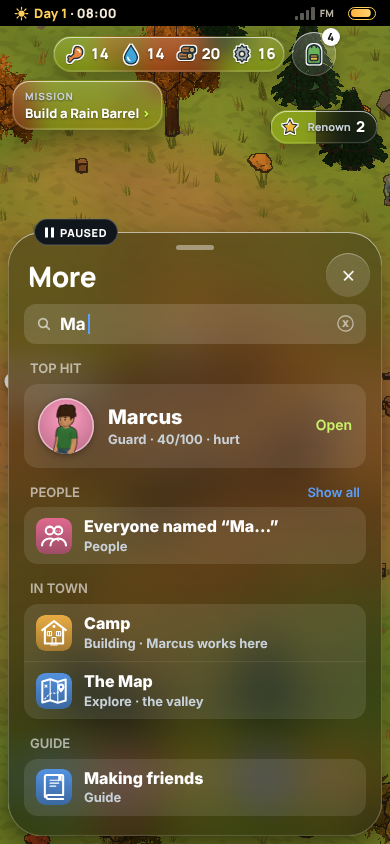 Day 1 · 08:00
FM
14 14 20 16
4
MISSION
Build a Rain Barrel ›
Renown 2
PAUSED
More
Ma
TOP HIT
Marcus
Guard · 40/100 · hurt
Open
PEOPLE
Show all
Everyone named “Ma…”
People
IN TOWN
Camp
Building · Marcus works here
The Map
Explore · the valley
GUIDE
Making friends
Guide